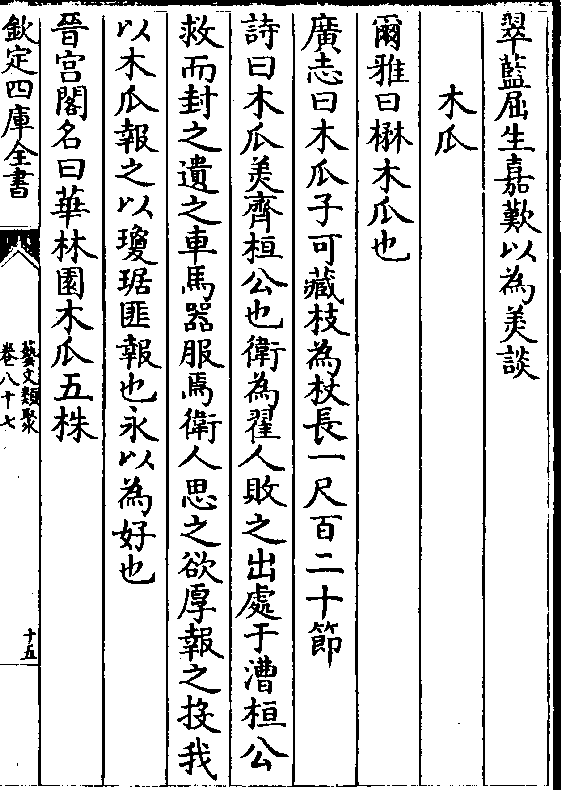 翠藍屈生嘉歎以為美談
木瓜
爾雅曰楙木瓜也
廣志曰木瓜子可藏枝為杖長一尺百二十節
詩曰木瓜美齊桓公也衛為翟人敗之出處于漕桓公
救而封之遺之車馬器服焉衛人思之欲厚報之投我
以木瓜報之以瓊琚匪報也永以為好也
晉宫閣名曰華林園木瓜五株
欽定四庫全書
藝文類聚
卷八十七
十五